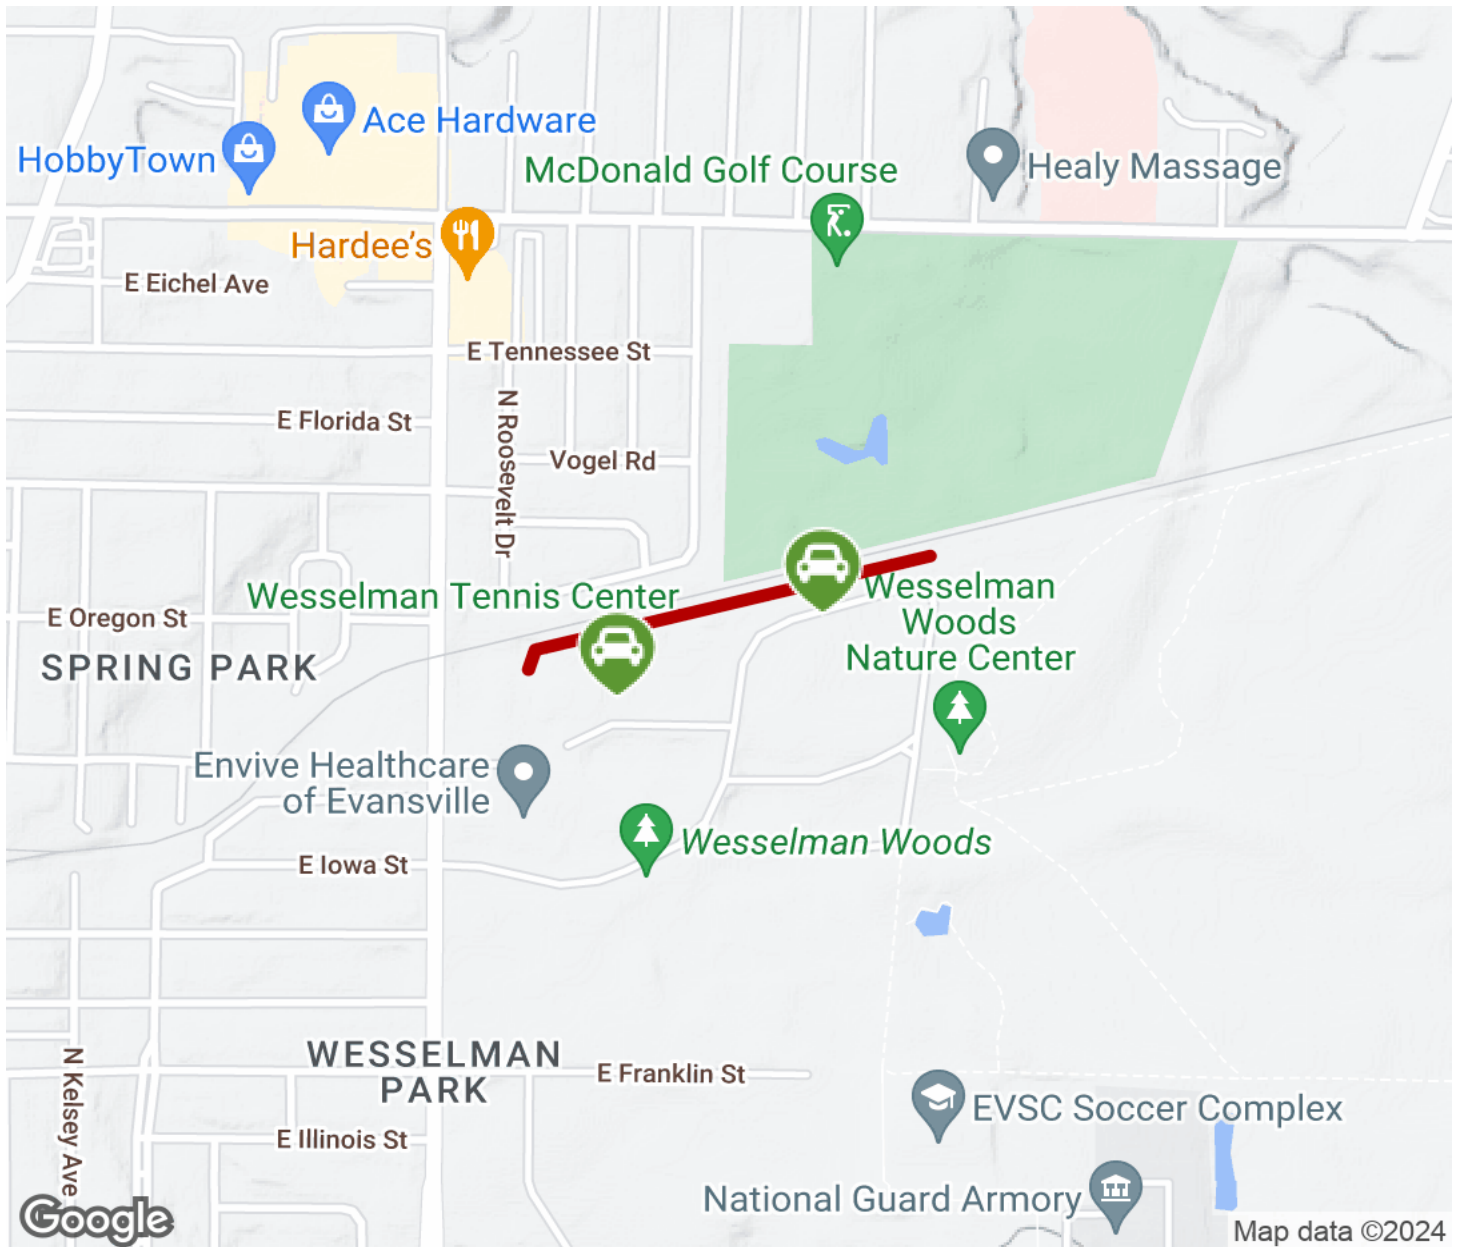 Ace Hardware
HobbyTown
McDonald Golf Course
Healy Massage
Hardee's
E Eichel Ave
E Tennessee St
N Roosevelt Dr
E Florida St
Vogel Rd
Wesselman Tennis Center
Wesselman
Woods
Nature Center
E Oregon St
SPRING PARK
Envive Healthcare
of Evansville
Wesselman Woods
E Iowa St
WESSELMAN
PARK
E Franklin St
N Kelsey Ave
E Illinois St
EVSC Soccer Complex
National Guard Armory
Google
Map data ©2024